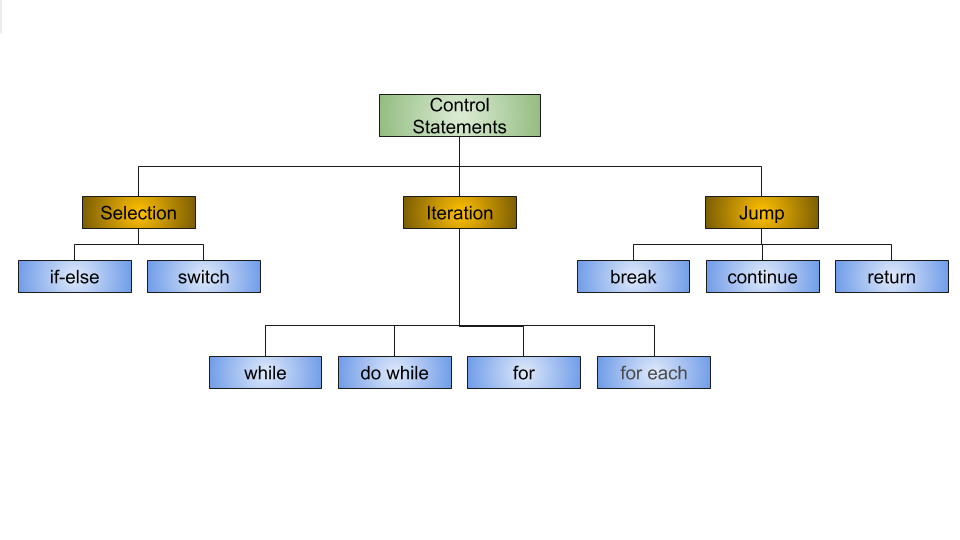 Control
Statements
Selection
Iteration
Jump
if-else
switch
break
continue
return
while
do while
for
for each